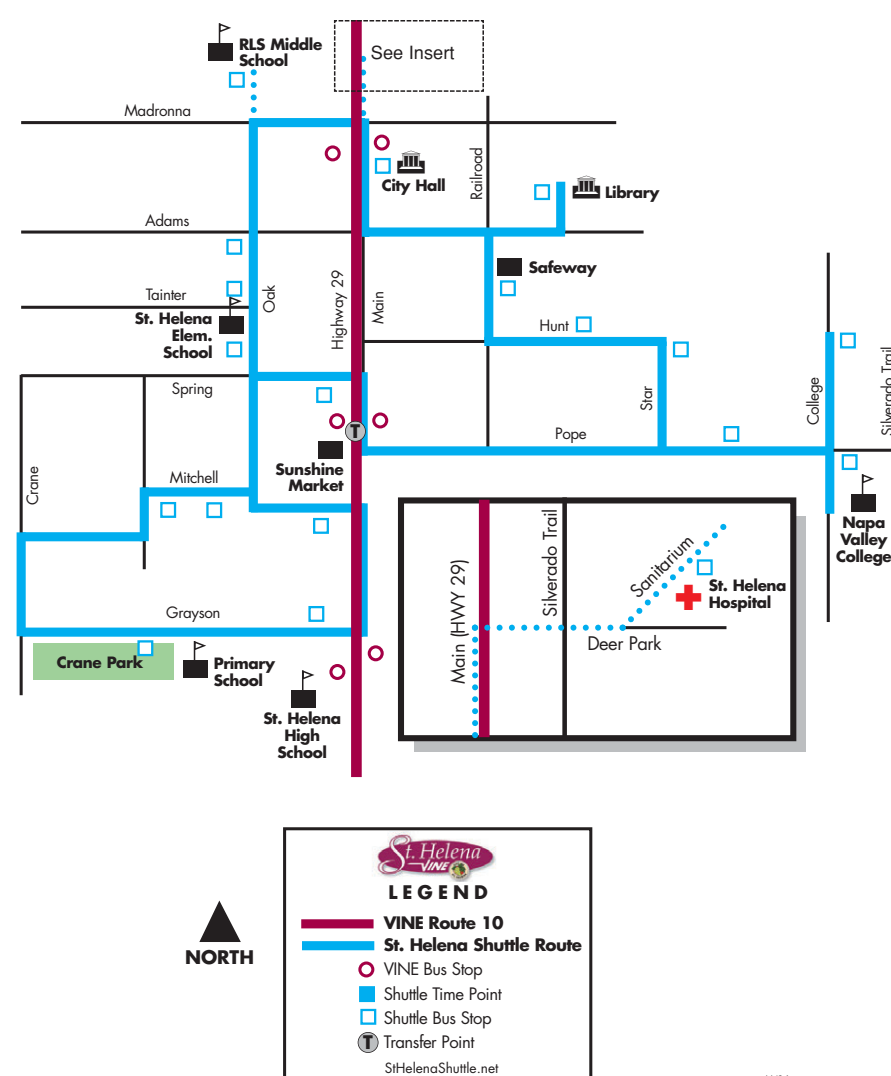 RLS Middle
School
See Insert
Madronna
City Hall
Railroad
Library
Adams
Safeway
Tainter
Oak
Highway 29
Main
St. Helena
Elem.
School
Hunt
Spring
Star
College
Silverado Trail
Pope
T
Crane
Mitchell
Sunshine
Market
Napa
Valley
College
Main (HWY 29)
Silverado Trail
Sanitarium
St. Helena
Hospital
Deer Park
Grayson
Crane Park
Primary
School
St. Helena
High
School
NORTH
St. Helena
VINE
LEGEND
VINE Route 10
St. Helena Shuttle Route
VINE Bus Stop
Shuttle Time Point
Shuttle Bus Stop
T Transfer Point
StHelenaShuttle.net